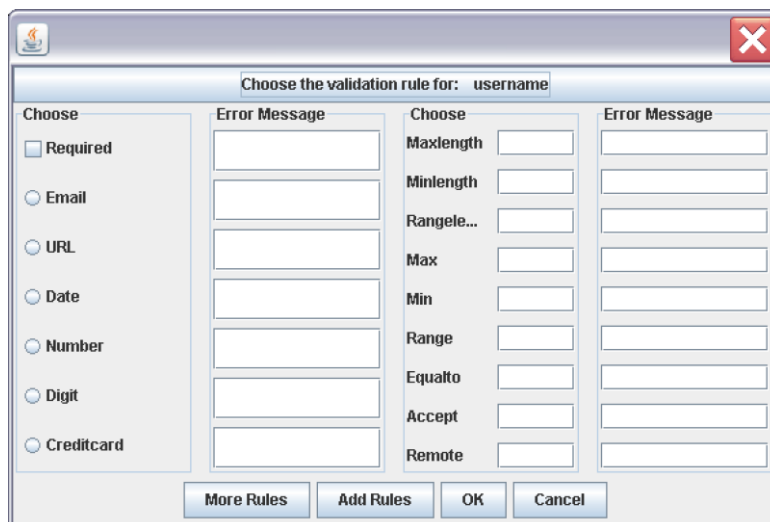 Choose the validation rule for: username
Choose
Error Message
Choose
Error Message
Required
Email
URL
Date
Number
Digit
Creditcard
Maxlength
Minlength
Rangele...
Max
Min
Range
Equalto
Accept
Remote
More Rules
Add Rules
OK
Cancel